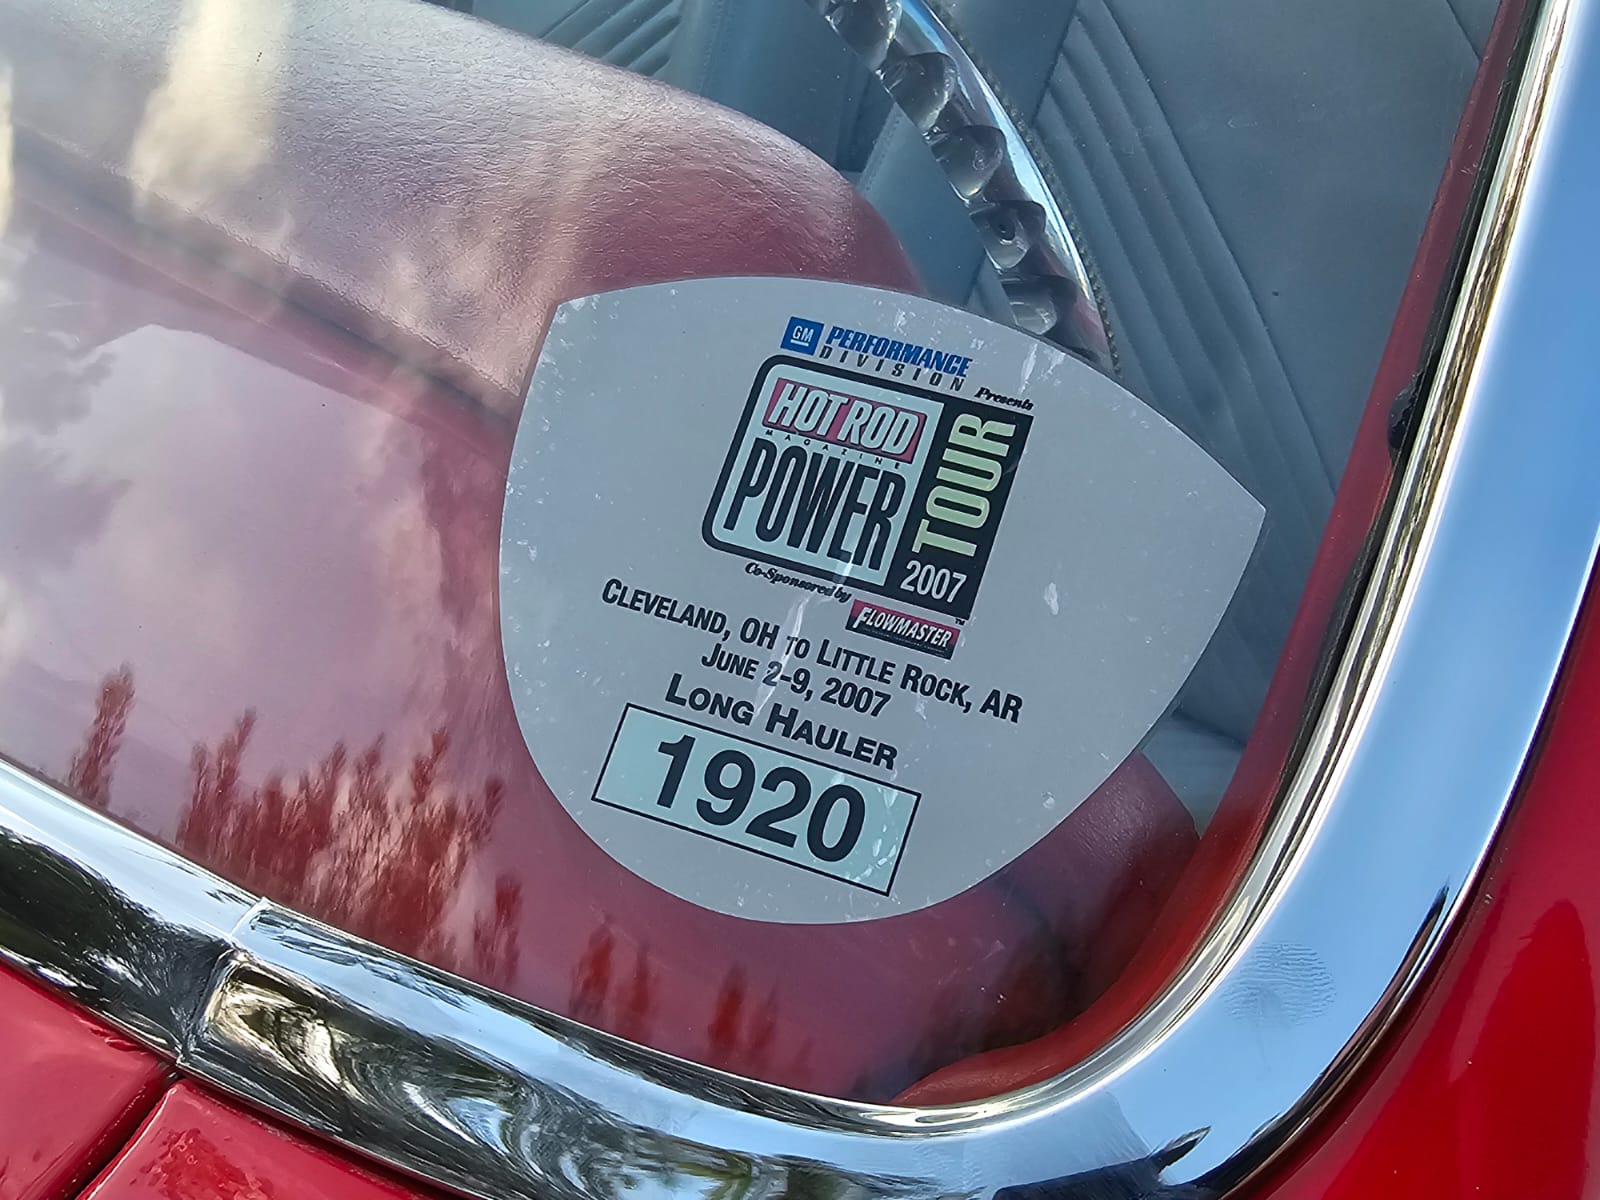 GM PERFORMANCE
DIVISION
Presents
HOT ROD
MAGAZINE
POWER
TOUR
2007
Co-Sponsored by
FLOWMASTER™
CLEVELAND, OH TO LITTLE ROCK, AR
JUNE 2-9, 2007
LONG HAULER
1920